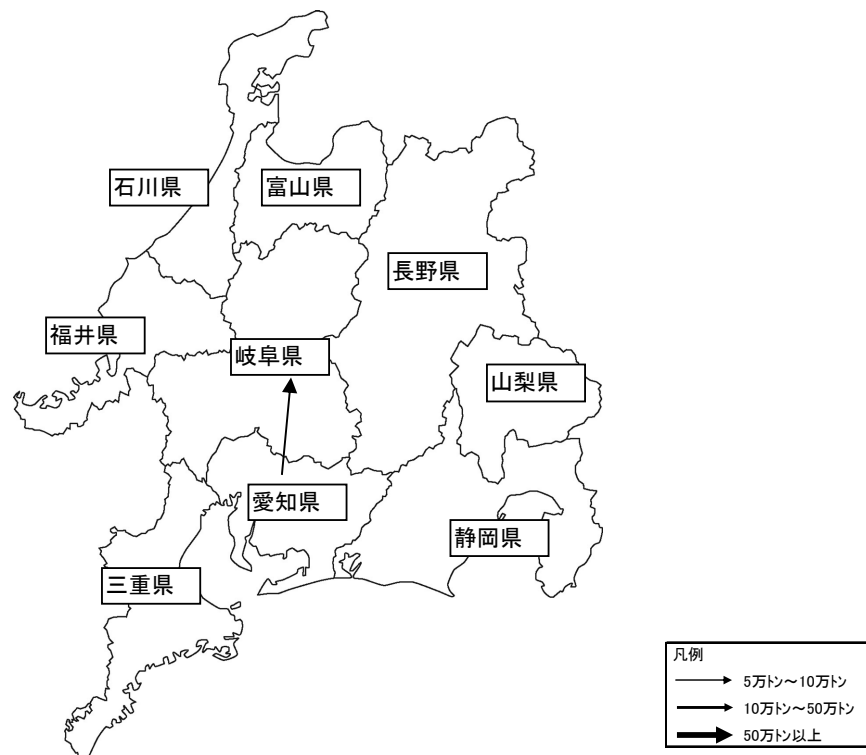 石川県
富山県
長野県
福井県
岐阜県
山梨県
愛知県
静岡県
三重県
凡例
5万トン～10万トン
10万トン～50万トン
50万トン以上